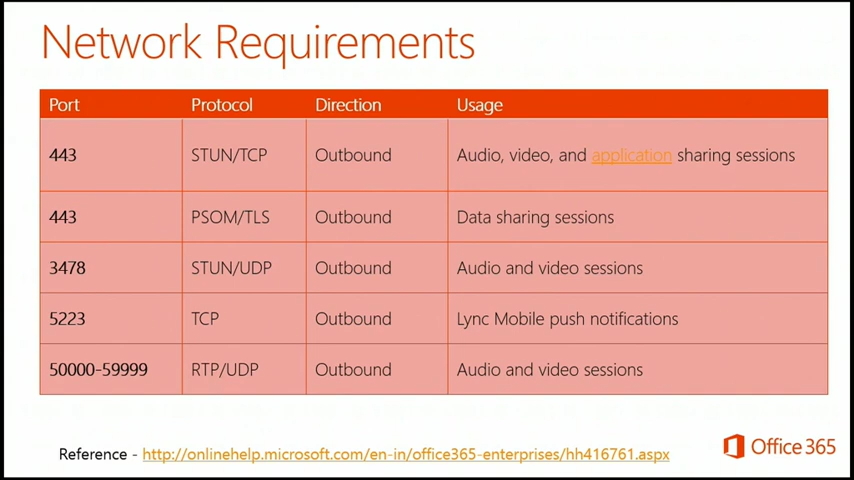 Network Requirements
Port Protocol Direction Usage
443 STUN/TCP Outbound Audio, video, and application sharing sessions
443 PSOM/TLS Outbound Data sharing sessions
3478 STUN/UDP Outbound Audio and video sessions
5223 TCP Outbound Lync Mobile push notifications
50000-59999 RTP/UDP Outbound Audio and video sessions
Reference - http://onlinehelp.microsoft.com/en-in/office365-enterprises/hh416761.aspx
Office 365